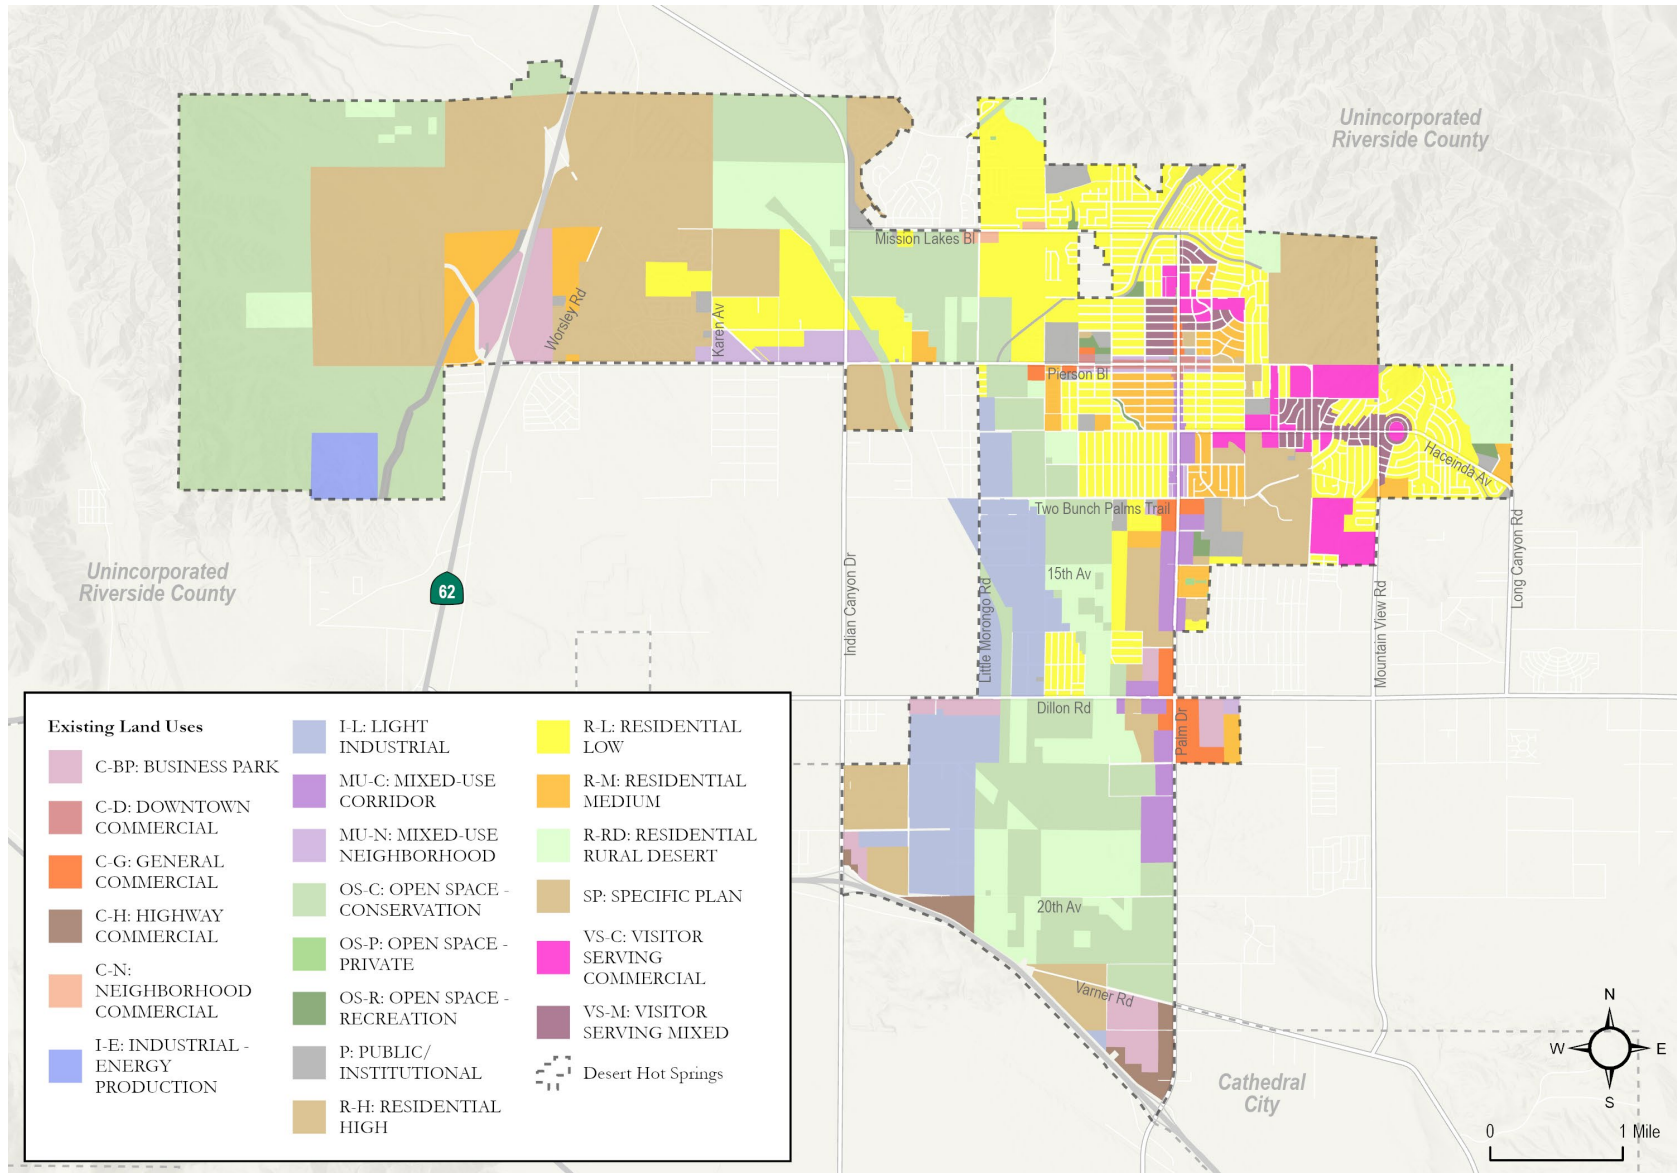 Unincorporated
Riverside County
Mission Lakes Bl
Worsley Rd
Karen Av
Pierson Bl
Haceinda Av
Two Bunch Palms Trail
Long Canyon Rd
Unincorporated
Riverside County
62
Indian Canyon Dr
Little Morongo Rd
15th Av
Mountain View Rd
Dillon Rd
Palm Dr
20th Av
Varner Rd
Cathedral
City
Existing Land Uses
C-BP: BUSINESS PARK
C-D: DOWNTOWN
COMMERCIAL
C-G: GENERAL
COMMERCIAL
C-H: HIGHWAY
COMMERCIAL
C-N:
NEIGHBORHOOD
COMMERCIAL
I-E: INDUSTRIAL -
ENERGY
PRODUCTION
I-L: LIGHT
INDUSTRIAL
MU-C: MIXED-USE
CORRIDOR
MU-N: MIXED-USE
NEIGHBORHOOD
OS-C: OPEN SPACE -
CONSERVATION
OS-P: OPEN SPACE -
PRIVATE
OS-R: OPEN SPACE -
RECREATION
P: PUBLIC/
INSTITUTIONAL
R-H: RESIDENTIAL
HIGH
R-L: RESIDENTIAL
LOW
R-M: RESIDENTIAL
MEDIUM
R-RD: RESIDENTIAL
RURAL DESERT
SP: SPECIFIC PLAN
VS-C: VISITOR
SERVING
COMMERCIAL
VS-M: VISITOR
SERVING MIXED
Desert Hot Springs
N
W E
S
0 1 Mile